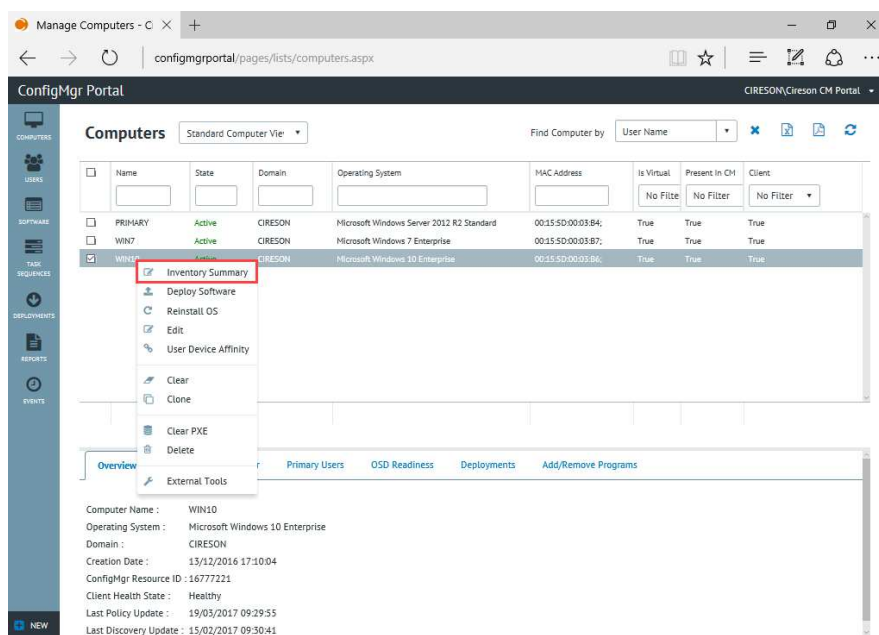 Manage Computers - Ci
configmgrportal/pages/lists/computers.aspx
ConfigMgr Portal
CIRESON\Cireson CM Portal
COMPUTERS
USERS
SOFTWARE
TASK SEQUENCES
DEPLOYMENTS
REPORTS
EVENTS
NEW
Computers
Standard Computer Vie
Find Computer by
User Name
Name State Domain Operating System MAC Address Is Virtual Present In CM Client
No Filte No Filter No Filter
PRIMARY Active CIRESON Microsoft Windows Server 2012 R2 Standard 00:15:5D:00:03:B4; True True True
WIN7 Active CIRESON Microsoft Windows 7 Enterprise 00:15:5D:00:03:B7; True True True
WIN10 Active CIRESON Microsoft Windows 10 Enterprise 00:15:5D:00:03:B6; True True True
Inventory Summary
Deploy Software
Reinstall OS
Edit
User Device Affinity
Clear
Clone
Clear PXE
Delete
External Tools
Overview r Primary Users OSD Readiness Deployments Add/Remove Programs
Computer Name : WIN10
Operating System : Microsoft Windows 10 Enterprise
Domain : CIRESON
Creation Date : 13/12/2016 17:10:04
ConfigMgr Resource ID : 16777221
Client Health State : Healthy
Last Policy Update : 19/03/2017 09:29:55
Last Discovery Update : 15/02/2017 09:30:41